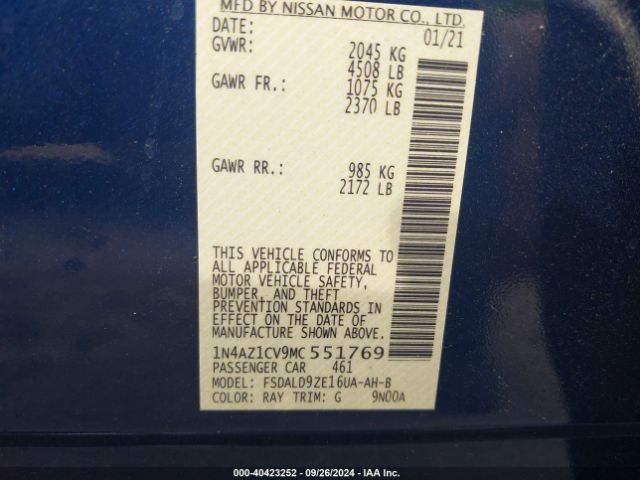 MFD BY NISSAN MOTOR CO., LTD.
DATE: 01/21
GVWR: 2045 KG
4508 LB
GAWR FR.: 1075 KG
2370 LB
GAWR RR.: 985 KG
2172 LB
THIS VEHICLE CONFORMS TO
ALL APPLICABLE FEDERAL
MOTOR VEHICLE SAFETY,
BUMPER, AND THEFT
PREVENTION STANDARDS IN
EFFECT ON THE DATE OF
MANUFACTURE SHOWN ABOVE.
1N4AZ1CV9MC 551769
PASSENGER CAR 461
MODEL: FSDALD9ZE16UA-AH-B
COLOR: RAY TRIM: G 9N00A
000-40423252 - 09/26/2024 - IAA Inc.